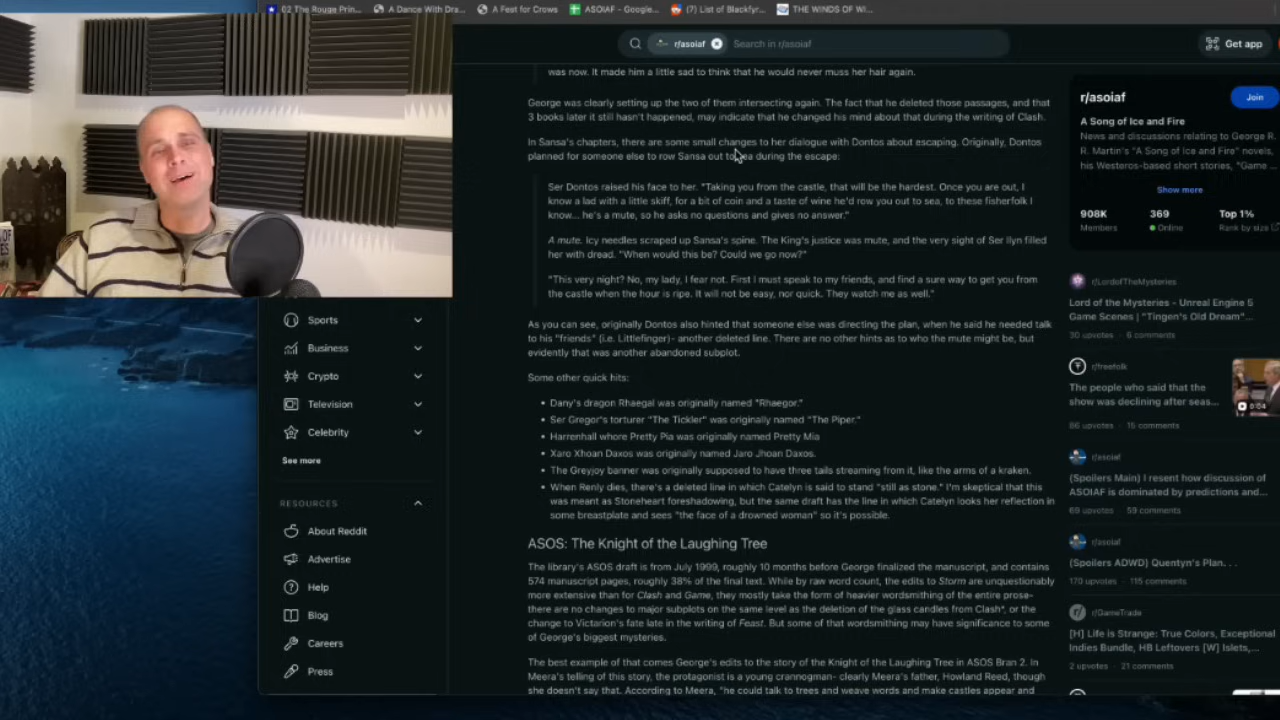 02 The Rouge Prin...
A Dance With Dra...
A Fest for Crows
ASOIAF - Google...
(7) List of Blackfyr...
THE WINDS OF WI...
r/asoiaf
Search in r/asoiaf
Get app
was now. It made him a little sad to think that he would never muss her hair again.
George was clearly setting up the two of them intersecting again. The fact that he deleted those passages, and that
3 books later it still hasn't happened, may indicate that he changed his mind about that during the writing of Clash.
In Sansa's chapters, there are some small changes to her dialogue with Dontos about escaping. Originally, Dontos
planned for someone else to row Sansa out to sea during the escape:
Ser Dontos raised his face to her. "Taking you from the castle, that will be the hardest. Once you are out, I
know a lad with a little skiff, for a bit of coin and a taste of wine he'd row you out to sea, to these fisherfolk I
know... he's a mute, so he asks no questions and gives no answer."
A mute. Icy needles scraped up Sansa's spine. The King's justice was mute, and the very sight of Ser Ilyn filled
her with dread. "When would this be? Could we go now?"
"This very night? No, my lady, I fear not. First I must speak to my friends, and find a sure way to get you from
the castle when the hour is ripe. It will not be easy, nor quick. They watch me as well."
As you can see, originally Dontos also hinted that someone else was directing the plan, when he said he needed talk
to his "friends" (i.e. Littlefinger)- another deleted line. There are no other hints as to who the mute might be, but
evidently that was another abandoned subplot.
Some other quick hits:
• Dany's dragon Rhaegal was originally named "Rhaegor."
• Ser Gregor's torturer "The Tickler" was originally named "The Piper."
• Harrenhall whore Pretty Pia was originally named Pretty Mia
• Xaro Xhoan Daxos was originally named Jaro Jhoan Daxos.
• The Greyjoy banner was originally supposed to have three tails streaming from it, like the arms of a kraken.
• When Renly dies, there's a deleted line in which Catelyn is said to stand "still as stone." I'm skeptical that this
was meant as Stoneheart foreshadowing, but the same draft has the line in which Catelyn looks her reflection in
some breastplate and sees "the face of a drowned woman" so it's possible.
ASOS: The Knight of the Laughing Tree
The library's ASOS draft is from July 1999, roughly 10 months before George finalized the manuscript, and contains
574 manuscript pages, roughly 38% of the final text. While by raw word count, the edits to Storm are unquestionably
more extensive than for Clash and Game, they mostly take the form of heavier wordsmithing of the entire prose-
there are no changes to major subplots on the same level as the deletion of the glass candles from Clash*, or the
change to Victarion's fate late in the writing of Feast. But some of that wordsmithing may have significance to some
of George's biggest mysteries.
The best example of that comes George's edits to the story of the Knight of the Laughing Tree in ASOS Bran 2. In
Meera's telling of this story, the protagonist is a young crannogman- clearly Meera's father, Howland Reed, though
she doesn't say that. According to Meera, "he could talk to trees and weave words and make castles appear and
Sports
Business
Crypto
Television
Celebrity
See more
RESOURCES
About Reddit
Advertise
Help
Blog
Careers
Press
r/asoiaf
Join
A Song of Ice and Fire
News and discussions relating to George R.
R. Martin's "A Song of Ice and Fire" novels,
his Westeros-based short stories, "Game ...
Show more
908K
369
Top 1%
Members
Online
Rank by size
r/LordofTheMysteries
Lord of the Mysteries - Unreal Engine 5
Game Scenes | "Tingen's Old Dream"...
30 upvotes · 6 comments
r/freefolk
The people who said that the
show was declining after seas...
0:04
66 upvotes · 15 comments
r/asoiaf
(Spoilers Main) I resent how discussion of
ASOIAF is dominated by predictions and...
69 upvotes · 59 comments
r/asoiaf
(Spoilers ADWD) Quentyn's Plan. . .
170 upvotes · 115 comments
r/GameTrade
[H] Life is Strange: True Colors, Exceptional
Indies Bundle, HB Leftovers [W] Islets,...
2 upvotes · 21 comments